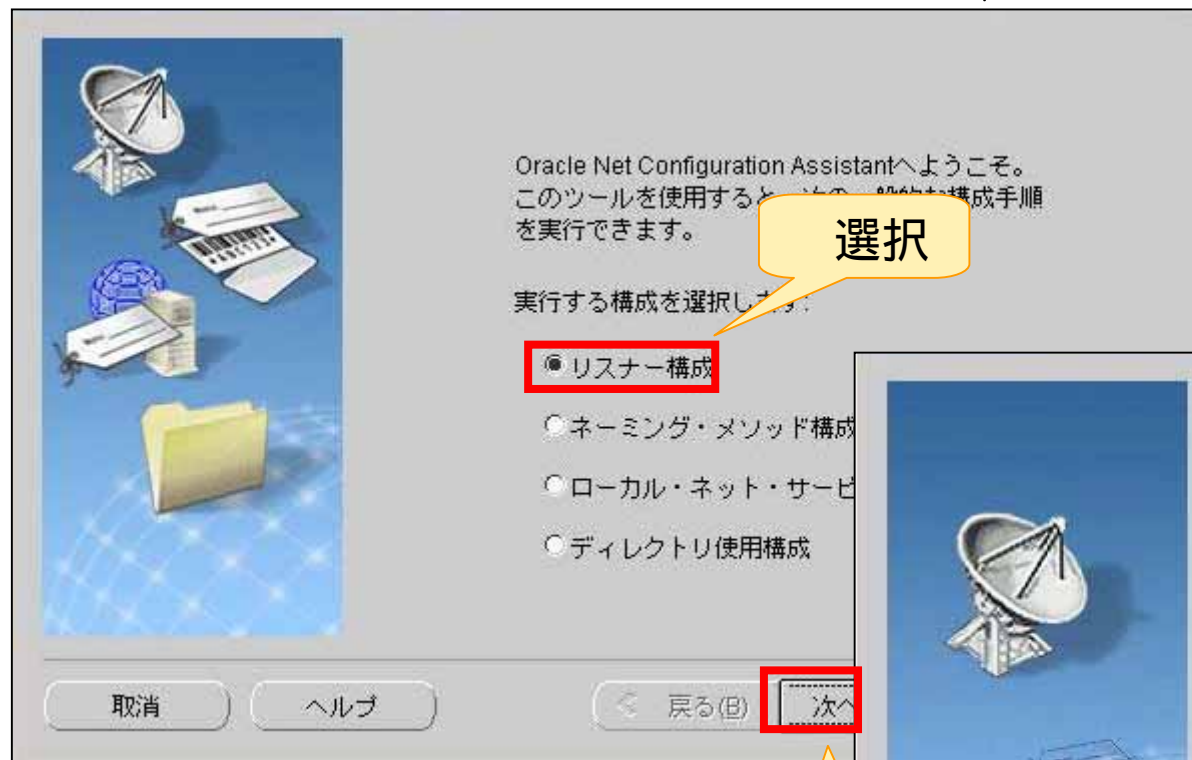 Oracle Net Configuration Assistantへようこそ。
このツールを使用すると 構成手順
を実行できます。
選択
実行する構成を選択し
リスナー構成
ネーミング・メソッド構成
ローカル・ネット・サービ
ディレクトリ使用構成
取消
ヘルプ
戻る(B)
次へ